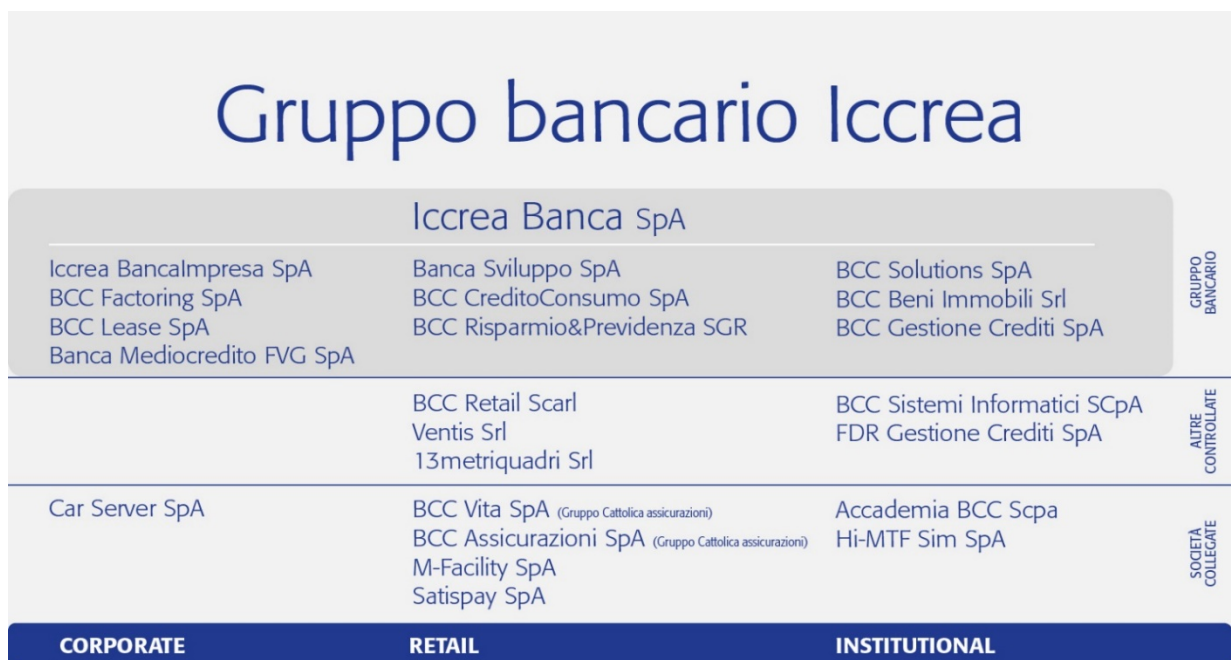 Gruppo bancario Iccrea
Iccrea Banca SpA
Iccrea BancaImpresa SpA
BCC Factoring SpA
BCC Lease SpA
Banca Mediocredito FVG SpA
Banca Sviluppo SpA
BCC CreditoConsumo SpA
BCC Risparmio&Previdenza SGR
BCC Solutions SpA
BCC Beni Immobili Srl
BCC Gestione Crediti SpA
GRUPPO
BANCARIO
BCC Retail Scarl
Ventis Srl
13metriquadri Srl
BCC Sistemi Informatici SCpA
FDR Gestione Crediti SpA
ALTRE
CONTROLLATE
Car Server SpA
BCC Vita SpA (Gruppo Cattolica assicurazioni)
BCC Assicurazioni SpA (Gruppo Cattolica assicurazioni)
M-Facility SpA
Satispay SpA
Accademia BCC Scpa
Hi-MTF Sim SpA
SOCIETÀ
COLLEGATE
CORPORATE
RETAIL
INSTITUTIONAL